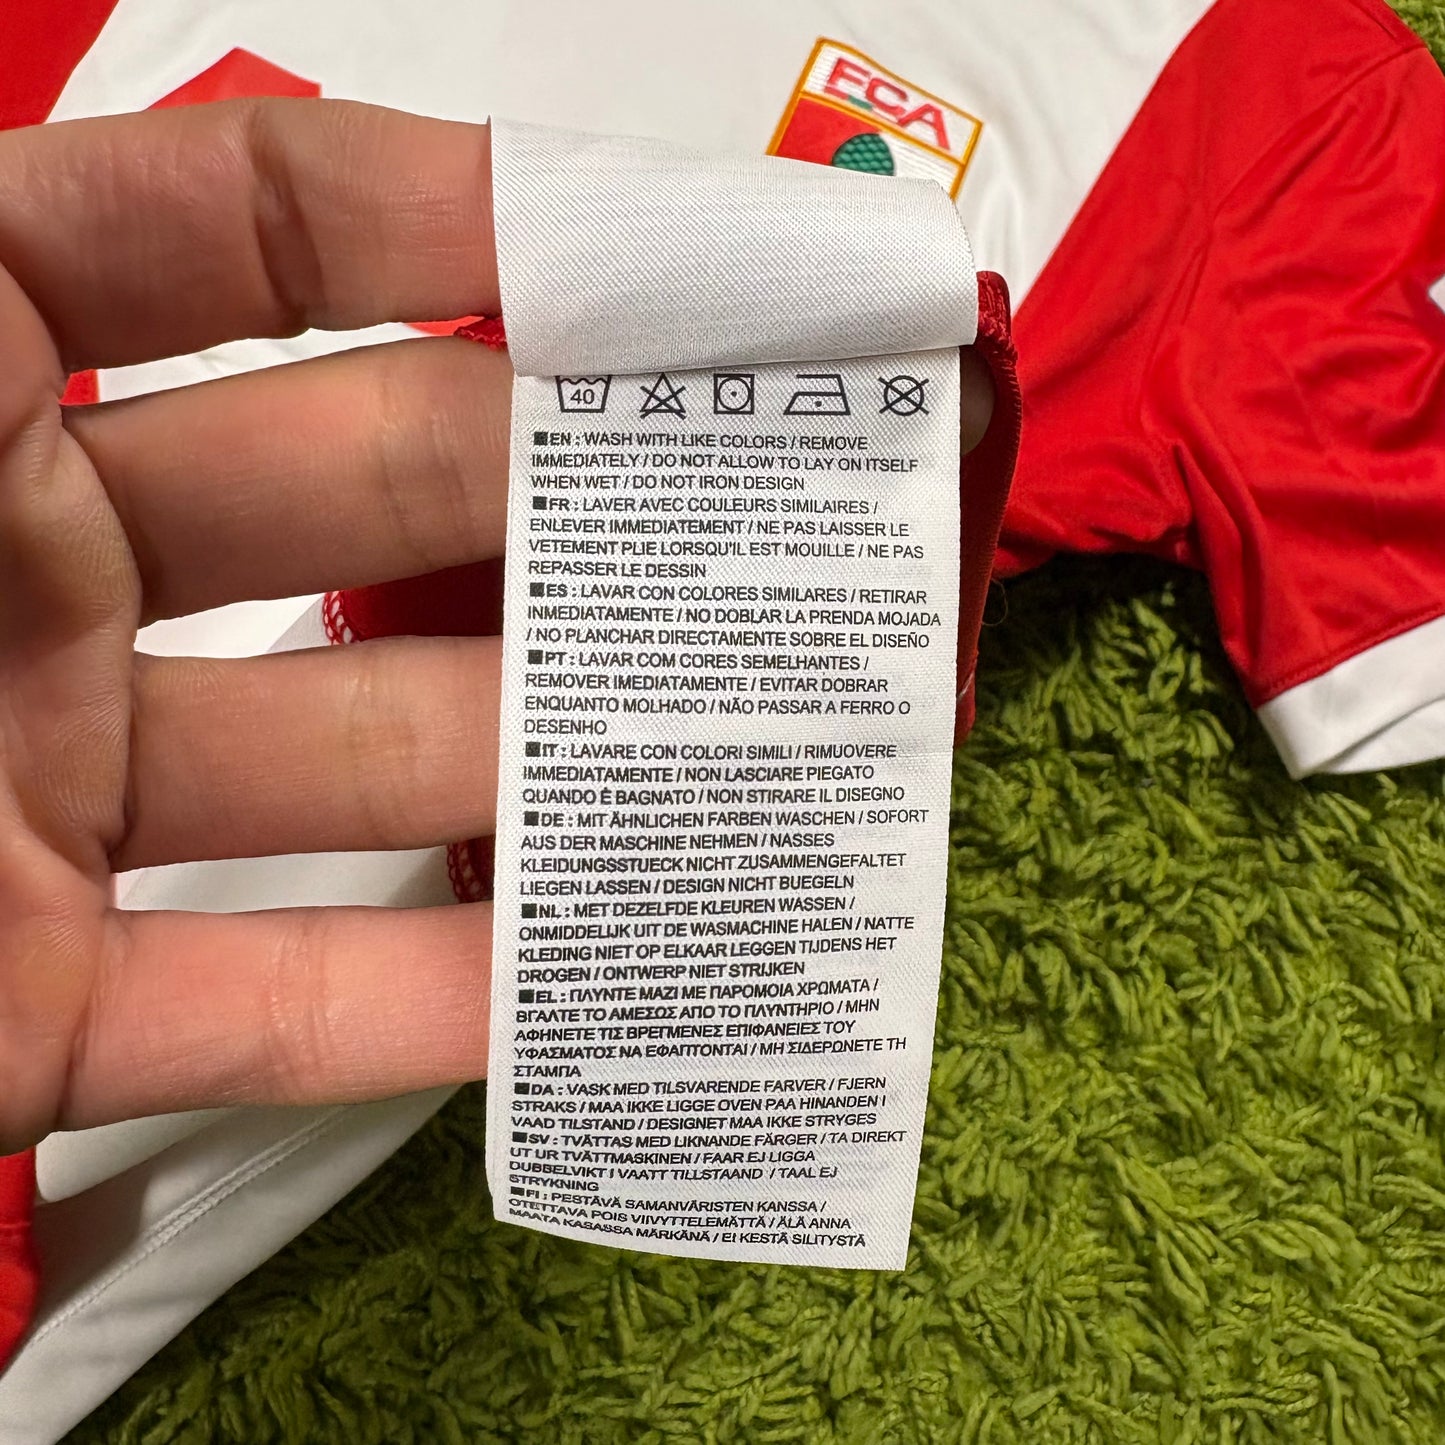 FCA
40
EN : WASH WITH LIKE COLORS / REMOVE
IMMEDIATELY / DO NOT ALLOW TO LAY ON ITSELF
WHEN WET / DO NOT IRON DESIGN
FR : LAVER AVEC COULEURS SIMILAIRES /
ENLEVER IMMEDIATEMENT / NE PAS LAISSER LE
VETEMENT PLIE LORSQU'IL EST MOUILLE / NE PAS
REPASSER LE DESSIN
ES : LAVAR CON COLORES SIMILARES / RETIRAR
INMEDIATAMENTE / NO DOBLAR LA PRENDA MOJADA
/ NO PLANCHAR DIRECTAMENTE SOBRE EL DISEÑO
PT : LAVAR COM CORES SEMELHANTES /
REMOVER IMEDIATAMENTE / EVITAR DOBRAR
ENQUANTO MOLHADO / NÃO PASSAR A FERRO O
DESENHO
IT : LAVARE CON COLORI SIMILI / RIMUOVERE
IMMEDIATAMENTE / NON LASCIARE PIEGATO
QUANDO É BAGNATO / NON STIRARE IL DISEGNO
DE : MIT ÄHNLICHEN FARBEN WASCHEN / SOFORT
AUS DER MASCHINE NEHMEN / NASSES
KLEIDUNGSSTUECK NICHT ZUSAMMENGEFALTET
LIEGEN LASSEN / DESIGN NICHT BUEGELN
NL : MET DEZELFDE KLEUREN WASSEN /
ONMIDDELIJK UIT DE WASMACHINE HALEN / NATTE
KLEDING NIET OP ELKAAR LEGGEN TIJDENS HET
DROGEN / ONTWERP NIET STRIJKEN
EL : ΠΛΥΝΤΕ ΜΑΖΙ ΜΕ ΠΑΡΟΜΟΙΑ ΧΡΩΜΑΤΑ /
ΒΓΑΛΤΕ ΤΟ ΑΜΕΣΩΣ ΑΠΟ ΤΟ ΠΛΥΝΤΗΡΙΟ / ΜΗΝ
ΑΦΗΝΕΤΕ ΤΙΣ ΒΡΕΓΜΕΝΕΣ ΕΠΙΦΑΝΕΙΕΣ ΤΟΥ
ΥΦΑΣΜΑΤΟΣ ΝΑ ΕΦΑΠΤΟΝΤΑΙ / ΜΗ ΣΙΔΕΡΩΝΕΤΕ ΤΗ
ΣΤΑΜΠΑ
DA : VASK MED TILSVARENDE FARVER / FJERN
STRAKS / MAA IKKE LIGGE OVEN PAA HINANDEN I
VAAD TILSTAND / DESIGNET MAA IKKE STRYGES
SV : TVÄTTAS MED LIKNANDE FÄRGER / TA DIREKT
UT UR TVÄTTMASKINEN / FAAR EJ LIGGA
DUBBELVIKT I VAATT TILLSTAAND / TAAL EJ
STRYKNING
FI : PESTÄVÄ SAMANVÄRISTEN KANSSA /
OTETTAVA POIS VIIVYTTELEMÄTTÄ / ÄLÄ ANNA
MAATA KASASSA MÄRKÄNÄ / EI KESTÄ SILITYSTÄ